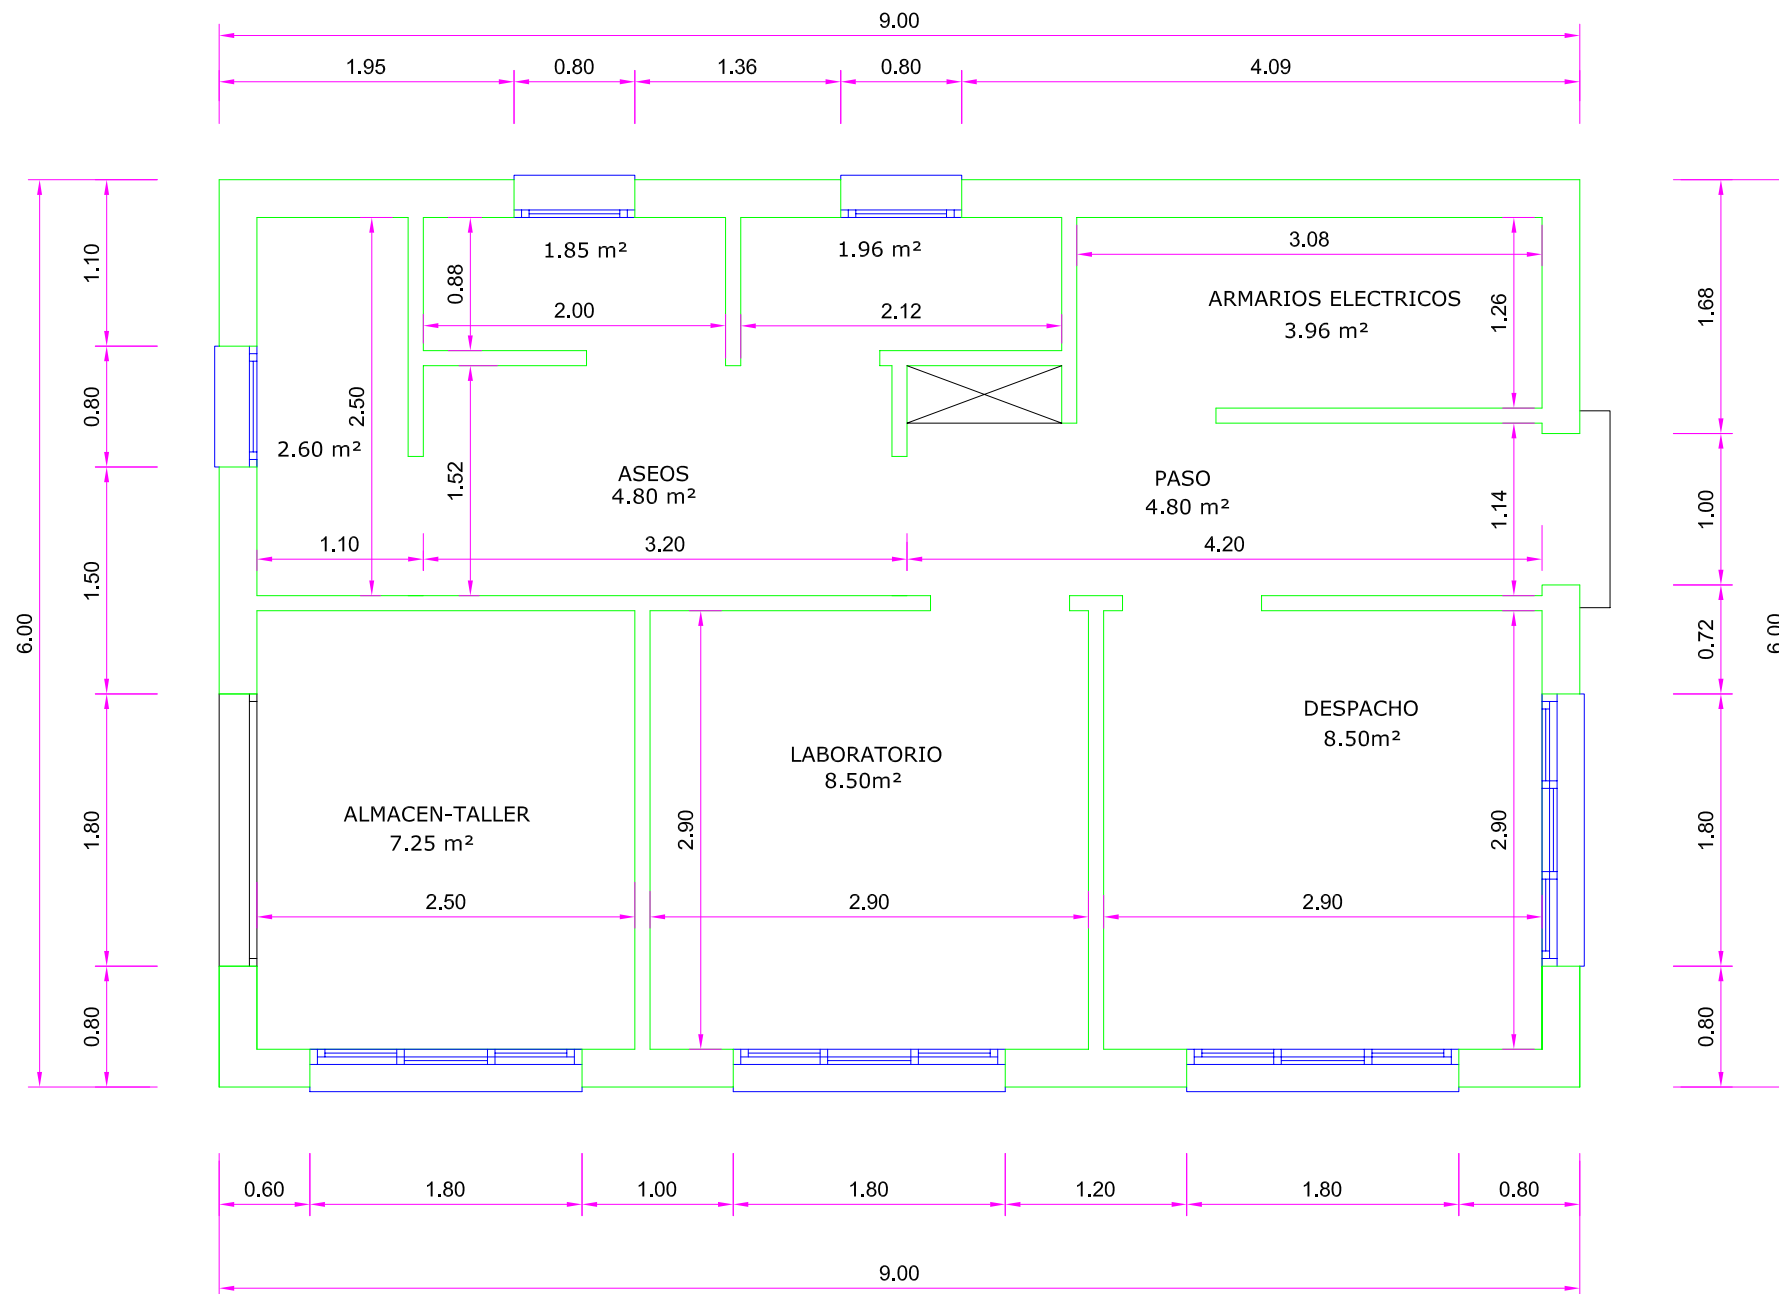 9.00
1.95
0.80
1.36
0.80
4.09
1.10
0.80
1.50
1.80
0.80
6.00
1.85 m²
1.96 m²
0.88
2.00
2.12
3.08
1.26
ARMARIOS ELECTRICOS
3.96 m²
2.50
2.60 m²
1.52
ASEOS
4.80 m²
PASO
4.80 m²
1.14
1.10
3.20
4.20
1.68
1.00
0.72
1.80
0.80
6.00
DESPACHO
8.50m²
LABORATORIO
8.50m²
ALMACEN-TALLER
7.25 m²
2.90
2.90
2.50
2.90
2.90
0.60
1.80
1.00
1.80
1.20
1.80
0.80
9.00